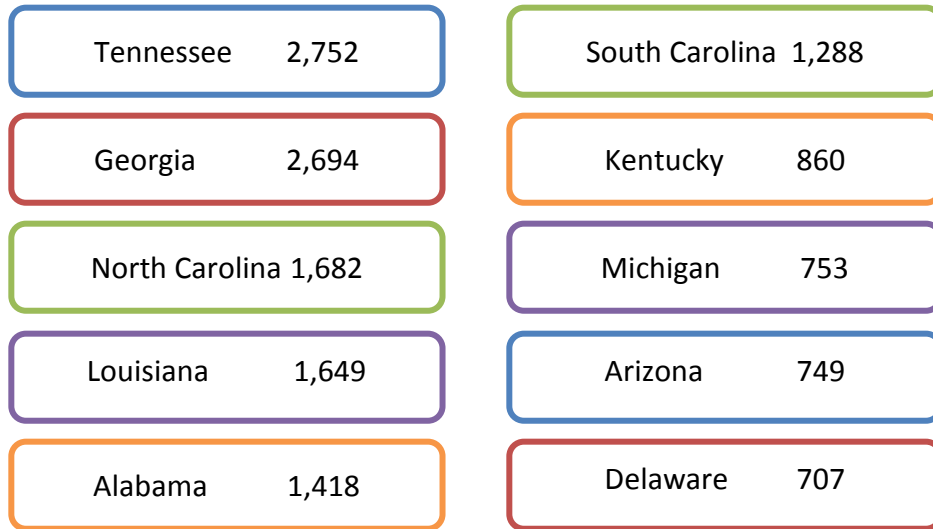 Tennessee 2,752
Georgia 2,694
North Carolina 1,682
Louisiana 1,649
Alabama 1,418
South Carolina 1,288
Kentucky 860
Michigan 753
Arizona 749
Delaware 707